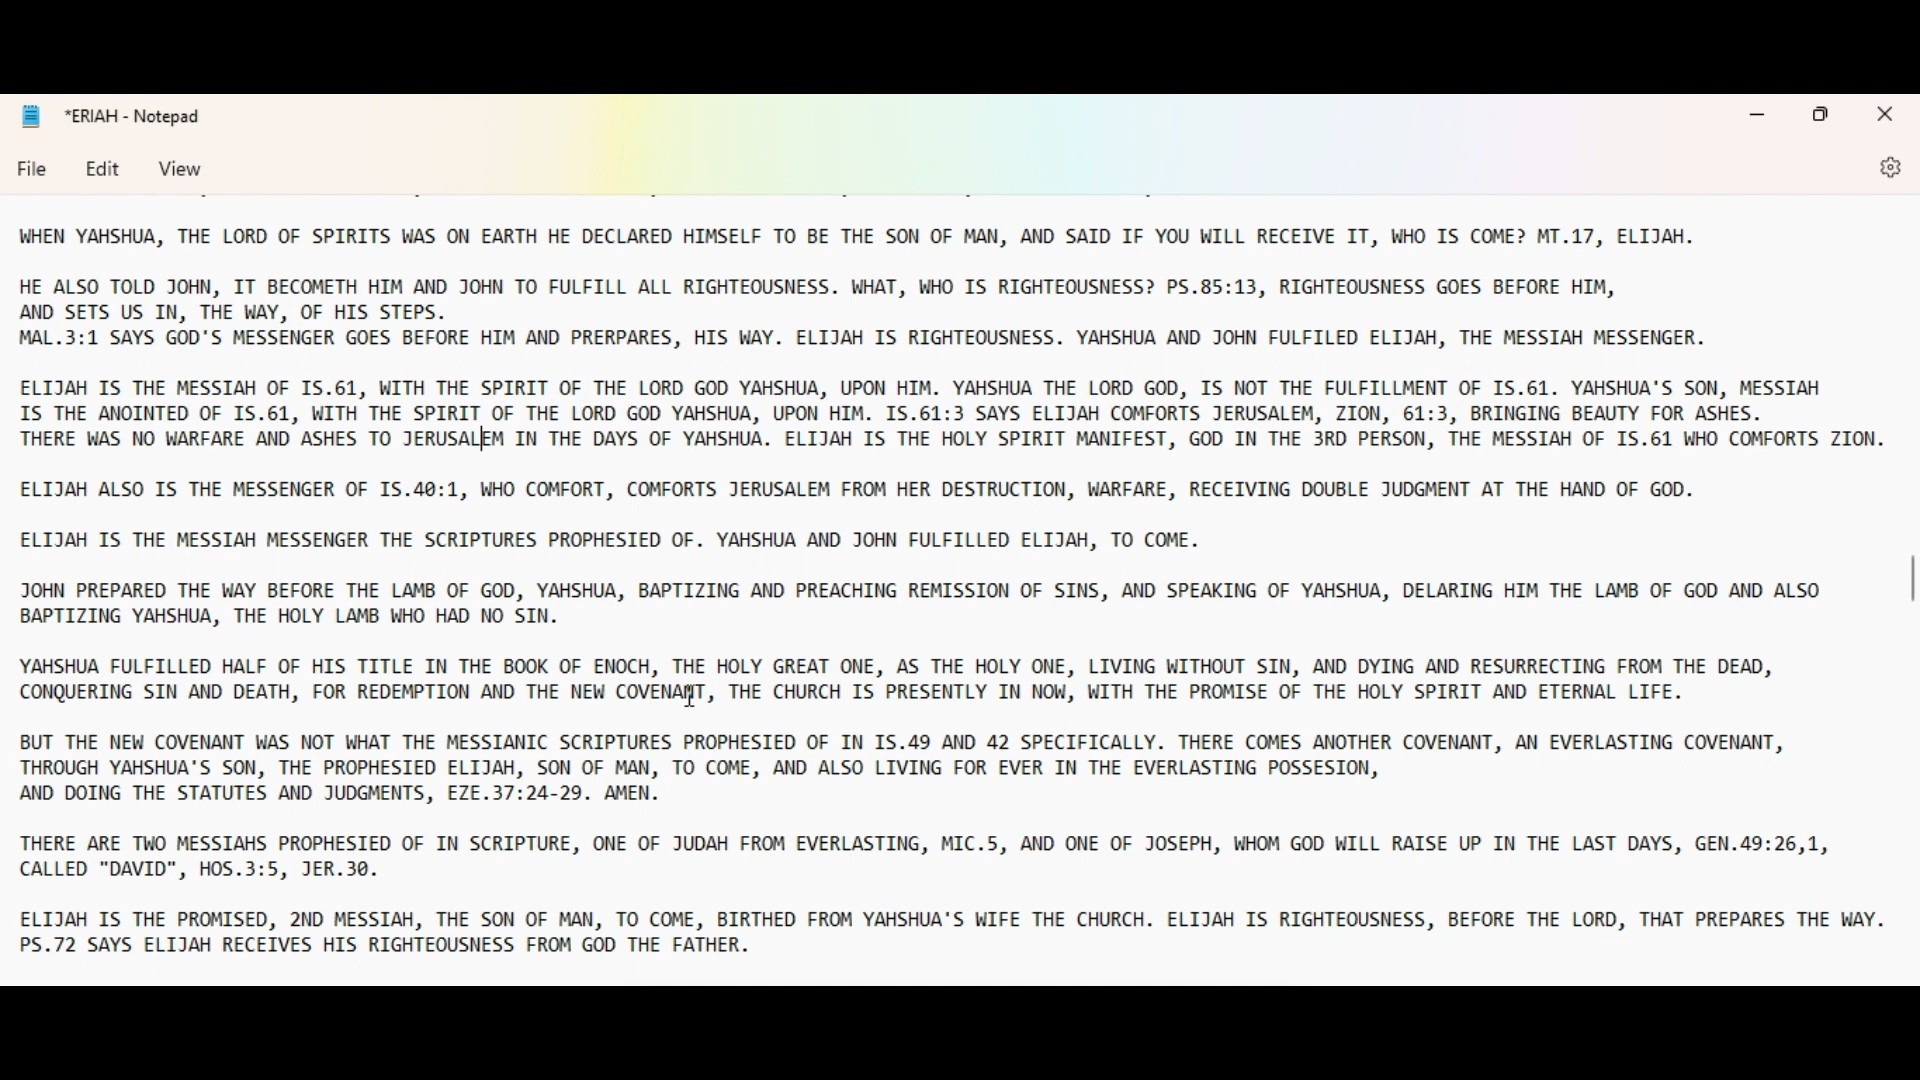 *ERIAH - Notepad
File Edit View
WHEN YAHSHUA, THE LORD OF SPIRITS WAS ON EARTH HE DECLARED HIMSELF TO BE THE SON OF MAN, AND SAID IF YOU WILL RECEIVE IT, WHO IS COME? MT.17, ELIJAH.
HE ALSO TOLD JOHN, IT BECOMETH HIM AND JOHN TO FULFILL ALL RIGHTEOUSNESS. WHAT, WHO IS RIGHTEOUSNESS? PS.85:13, RIGHTEOUSNESS GOES BEFORE HIM,
AND SETS US IN, THE WAY, OF HIS STEPS.
MAL.3:1 SAYS GOD'S MESSENGER GOES BEFORE HIM AND PRERPARES, HIS WAY. ELIJAH IS RIGHTEOUSNESS. YAHSHUA AND JOHN FULFILED ELIJAH, THE MESSIAH MESSENGER.
ELIJAH IS THE MESSIAH OF IS.61, WITH THE SPIRIT OF THE LORD GOD YAHSHUA, UPON HIM. YAHSHUA THE LORD GOD, IS NOT THE FULFILLMENT OF IS.61. YAHSHUA'S SON, MESSIAH
IS THE ANOINTED OF IS.61, WITH THE SPIRIT OF THE LORD GOD YAHSHUA, UPON HIM. IS.61:3 SAYS ELIJAH COMFORTS JERUSALEM, ZION, 61:3, BRINGING BEAUTY FOR ASHES.
THERE WAS NO WARFARE AND ASHES TO JERUSALEM IN THE DAYS OF YAHSHUA. ELIJAH IS THE HOLY SPIRIT MANIFEST, GOD IN THE 3RD PERSON, THE MESSIAH OF IS.61 WHO COMFORTS ZION.
ELIJAH ALSO IS THE MESSENGER OF IS.40:1, WHO COMFORT, COMFORTS JERUSALEM FROM HER DESTRUCTION, WARFARE, RECEIVING DOUBLE JUDGMENT AT THE HAND OF GOD.
ELIJAH IS THE MESSIAH MESSENGER THE SCRIPTURES PROPHESIED OF. YAHSHUA AND JOHN FULFILLED ELIJAH, TO COME.
JOHN PREPARED THE WAY BEFORE THE LAMB OF GOD, YAHSHUA, BAPTIZING AND PREACHING REMISSION OF SINS, AND SPEAKING OF YAHSHUA, DELARING HIM THE LAMB OF GOD AND ALSO
BAPTIZING YAHSHUA, THE HOLY LAMB WHO HAD NO SIN.
YAHSHUA FULFILLED HALF OF HIS TITLE IN THE BOOK OF ENOCH, THE HOLY GREAT ONE, AS THE HOLY ONE, LIVING WITHOUT SIN, AND DYING AND RESURRECTING FROM THE DEAD,
CONQUERING SIN AND DEATH, FOR REDEMPTION AND THE NEW COVENANT, THE CHURCH IS PRESENTLY IN NOW, WITH THE PROMISE OF THE HOLY SPIRIT AND ETERNAL LIFE.
BUT THE NEW COVENANT WAS NOT WHAT THE MESSIANIC SCRIPTURES PROPHESIED OF IN IS.49 AND 42 SPECIFICALLY. THERE COMES ANOTHER COVENANT, AN EVERLASTING COVENANT,
THROUGH YAHSHUA'S SON, THE PROPHESIED ELIJAH, SON OF MAN, TO COME, AND ALSO LIVING FOR EVER IN THE EVERLASTING POSSESION,
AND DOING THE STATUTES AND JUDGMENTS, EZE.37:24-29. AMEN.
THERE ARE TWO MESSIAHS PROPHESIED OF IN SCRIPTURE, ONE OF JUDAH FROM EVERLASTING, MIC.5, AND ONE OF JOSEPH, WHOM GOD WILL RAISE UP IN THE LAST DAYS, GEN.49:26,1,
CALLED "DAVID", HOS.3:5, JER.30.
ELIJAH IS THE PROMISED, 2ND MESSIAH, THE SON OF MAN, TO COME, BIRTHED FROM YAHSHUA'S WIFE THE CHURCH. ELIJAH IS RIGHTEOUSNESS, BEFORE THE LORD, THAT PREPARES THE WAY.
PS.72 SAYS ELIJAH RECEIVES HIS RIGHTEOUSNESS FROM GOD THE FATHER.